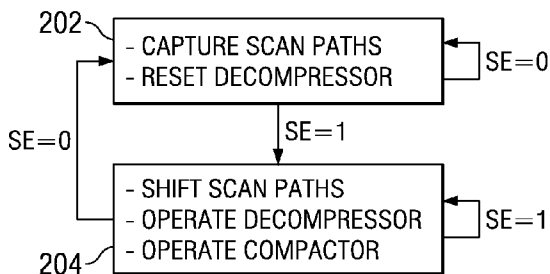 202
- CAPTURE SCAN PATHS
- RESET DECOMPRESSOR
SE=0
SE=0
SE=1
- SHIFT SCAN PATHS
- OPERATE DECOMPRESSOR
- OPERATE COMPACTOR
SE=1
204